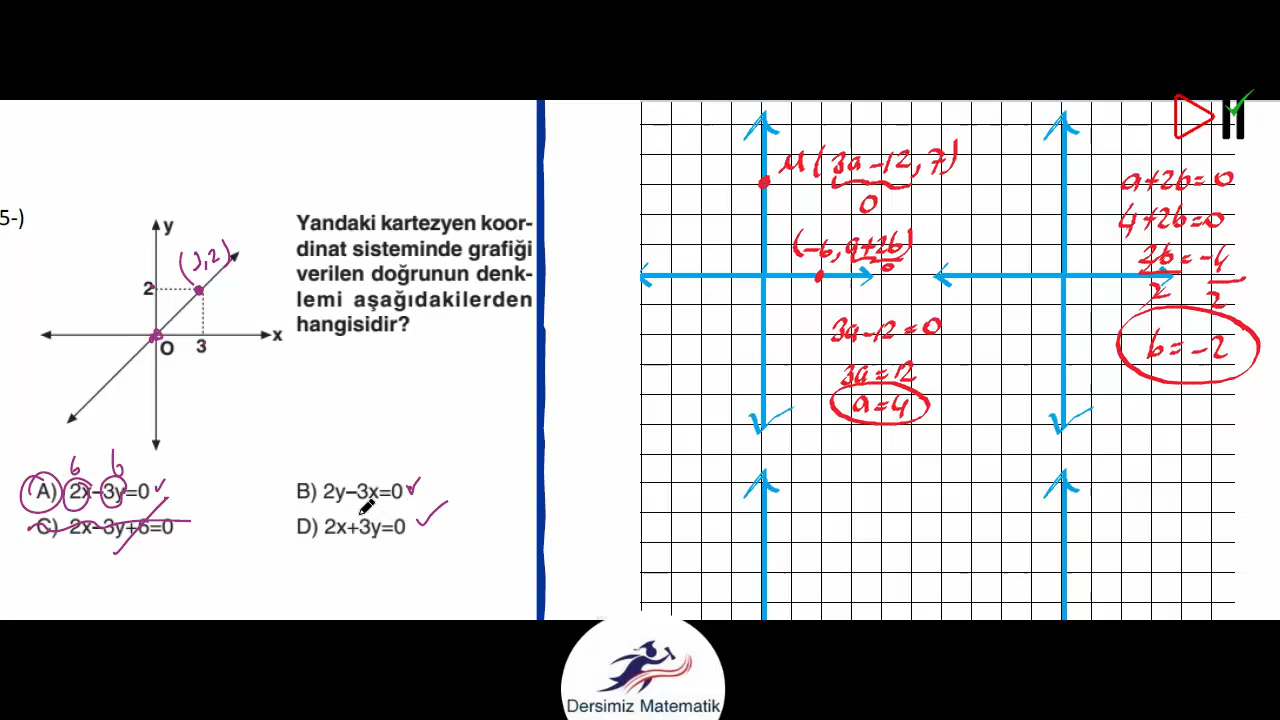 5-)
y
(3,2)
2
O
3
x
Yandaki kartezyen koor-
dinat sisteminde grafiği
verilen doğrunun denk-
lemi aşağıdakilerden
hangisidir?
6 6
A) 2x–3y=0 ✓
B) 2y–3x=0 ✓
C) 2x–3y+6=0
D) 2x+3y=0 ✓
M(3a-12,7)
0
(-6,a+2b)
0
3a-12=0
3a=12
a=4
a+2b=0
4+2b=0
2b=-4
2 2
b=-2
Dersimiz Matematik